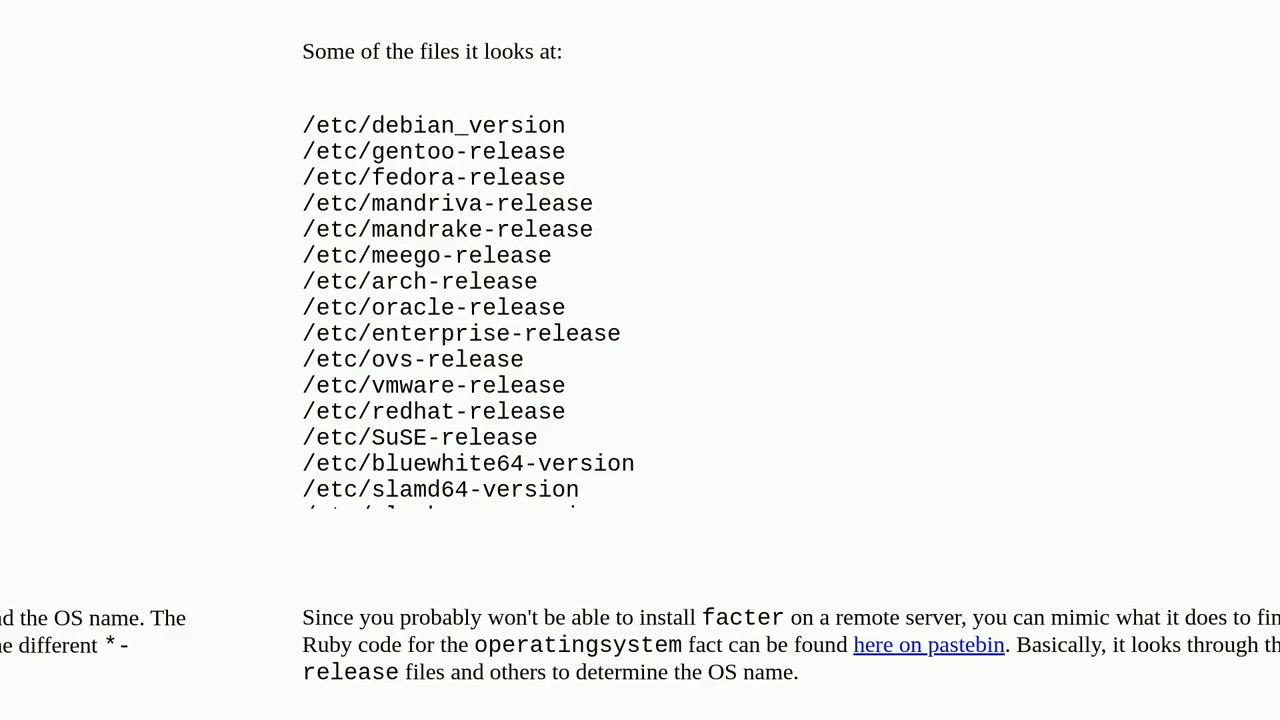 Some of the files it looks at:
/etc/debian_version
/etc/gentoo-release
/etc/fedora-release
/etc/mandriva-release
/etc/mandrake-release
/etc/meego-release
/etc/arch-release
/etc/oracle-release
/etc/enterprise-release
/etc/ovs-release
/etc/vmware-release
/etc/redhat-release
/etc/SuSE-release
/etc/bluewhite64-version
/etc/slamd64-version
the OS name. The
different *-
Since you probably won't be able to install facter on a remote server, you can mimic what it does to
Ruby code for the operatingsystem fact can be found here on pastebin. Basically, it looks through
release files and others to determine the OS name.